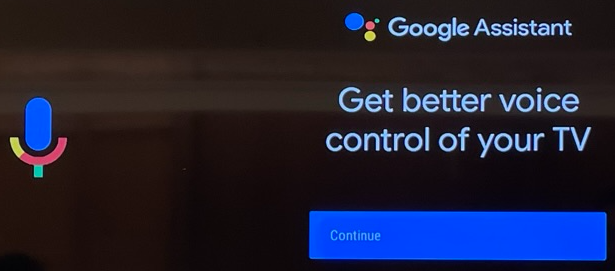 Google Assistant
Get better voice
control of your TV
Continue